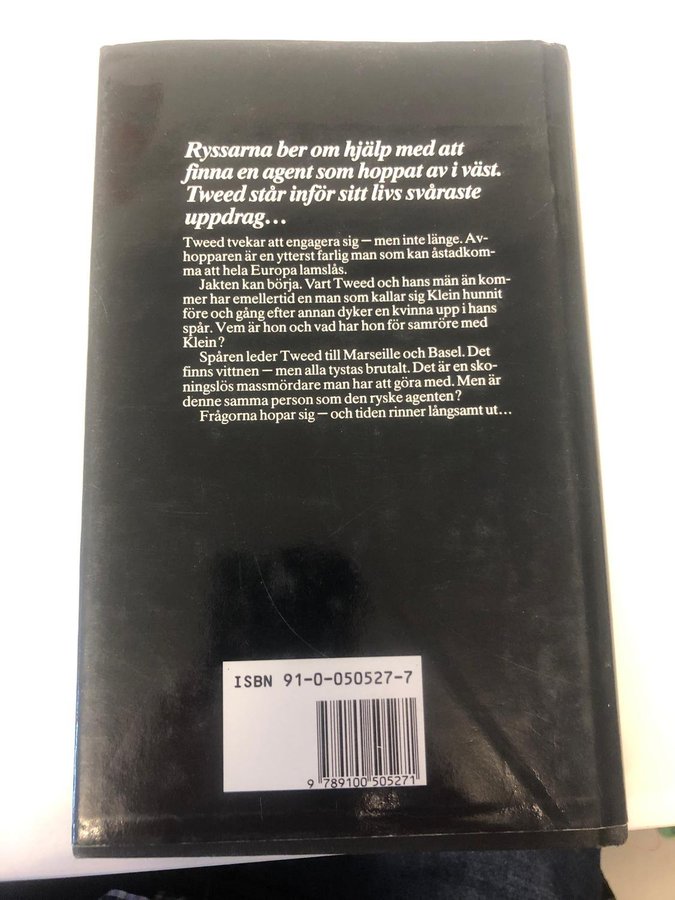 Ryssarna ber om hjälp med att
finna en agent som hoppat av i väst.
Tweed står inför sitt livs svåraste
uppdrag...
Tweed tvekar att engagera sig – men inte länge. Av-
hopparen är en ytterst farlig man som kan åstadkom-
ma att hela Europa lamslås.
Jakten kan börja. Vart Tweed och hans män än kom-
mer har emellertid en man som kallar sig Klein hunnit
före och gång efter annan dyker en kvinna upp i hans
spår. Vem är hon och vad har hon för samröre med
Klein?
Spåren leder Tweed till Marseille och Basel. Det
finns vittnen – men alla tystas brutalt. Det är en sko-
ningslös massmördare man har att göra med. Men är
denne samma person som den ryske agenten?
Frågorna hopar sig – och tiden rinner långsamt ut...
ISBN 91-0-050527-7
9 789100 505271